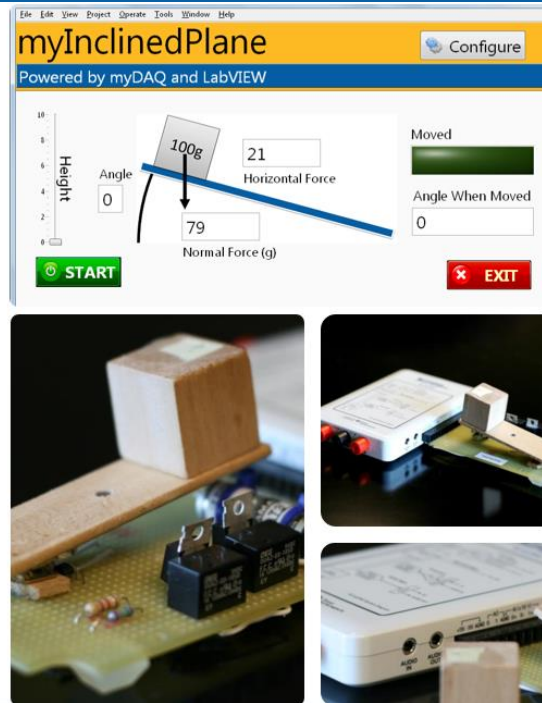 File Edit View Project Operate Tools Window Help
myInclinedPlane
Configure
Powered by myDAQ and LabVIEW
10
8
6
4
2
0
Height
Angle
0
100g
21
Horizontal Force
79
Normal Force (g)
Moved
Angle When Moved
0
START
EXIT
AUDIO IN
AUDIO OUT